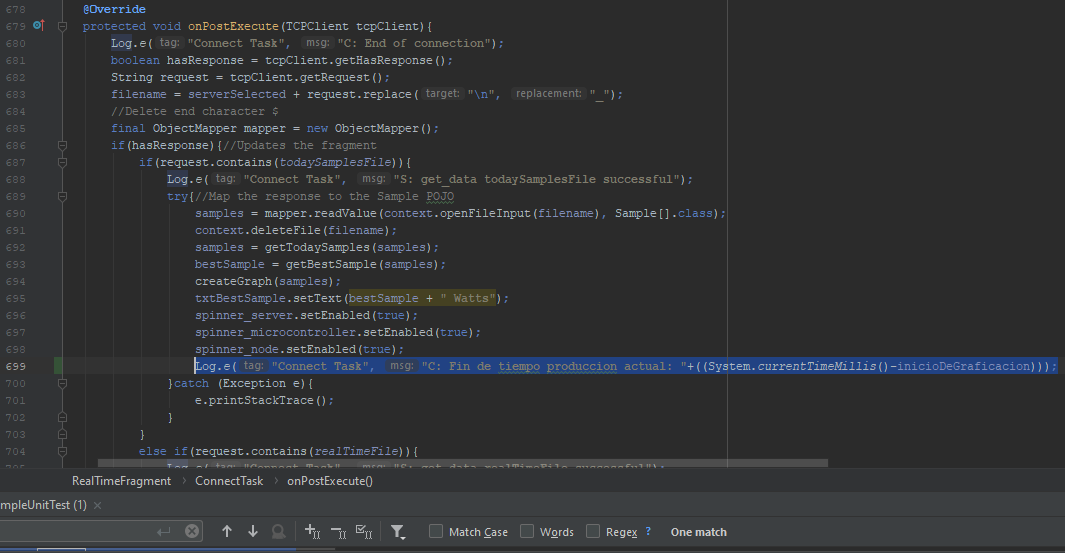 678 @Override
679 protected void onPostExecute(TCPClient tcpClient){
680 Log.e( tag: "Connect Task", msg: "C: End of connection");
681 boolean hasResponse = tcpClient.getHasResponse();
682 String request = tcpClient.getRequest();
683 filename = serverSelected + request.replace( target: "\n", replacement: "_");
684 //Delete end character $
685 final ObjectMapper mapper = new ObjectMapper();
686 if(hasResponse){//Updates the fragment
687 if(request.contains(todaySamplesFile)){
688 Log.e( tag: "Connect Task", msg: "S: get_data todaySamplesFile successful");
689 try{//Map the response to the Sample POJO
690 samples = mapper.readValue(context.openFileInput(filename), Sample[].class);
691 context.deleteFile(filename);
692 samples = getTodaySamples(samples);
693 bestSample = getBestSample(samples);
694 createGraph(samples);
695 txtBestSample.setText(bestSample + " Watts");
696 spinner_server.setEnabled(true);
697 spinner_microcontroller.setEnabled(true);
698 spinner_node.setEnabled(true);
699 Log.e( tag: "Connect Task", msg: "C: Fin de tiempo produccion actual: "+((System.currentTimeMillis()-inicioDeGraficacion)));
700 }catch (Exception e){
701 e.printStackTrace();
702 }
703 }
704 else if(request.contains(realTimeFile)){
705 Log.e( tag: "Connect Task", msg: "S: get_data realTimeFile successful");
RealTimeFragment › ConnectTask › onPostExecute()
mpleUnitTest (1) ×
Match Case Words Regex ? One match